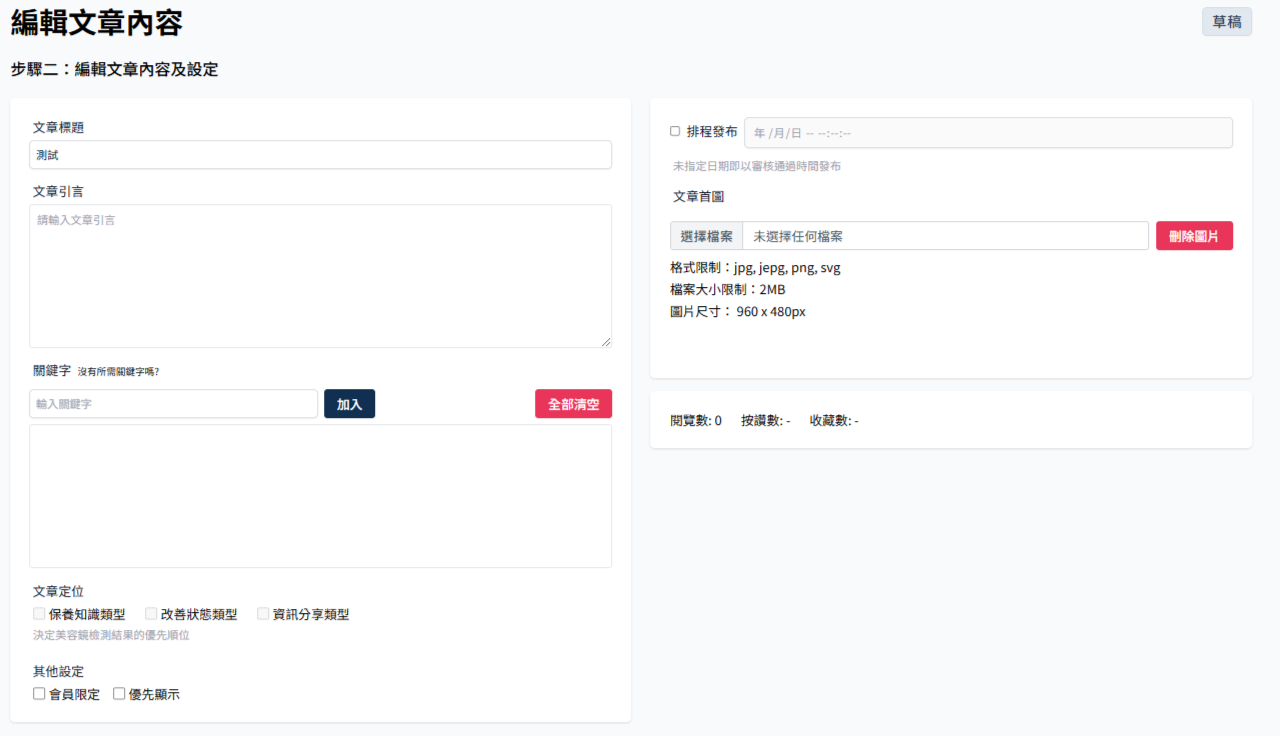 編輯文章內容
草稿
步驟二：編輯文章內容及設定
文章標題
測試
文章引言
請輸入文章引言
關鍵字 沒有所需關鍵字嗎?
輸入關鍵字 加入 全部清空
文章定位
保養知識類型 改善狀態類型 資訊分享類型
決定美容鏡檢測結果的優先順位
其他設定
會員限定 優先顯示
排程發布 年 /月/日 -- --:--:--
未指定日期即以審核通過時間發布
文章首圖
選擇檔案 未選擇任何檔案 刪除圖片
格式限制：jpg, jepg, png, svg
檔案大小限制：2MB
圖片尺寸： 960 x 480px
閱覽數: 0 按讚數: - 收藏數: -